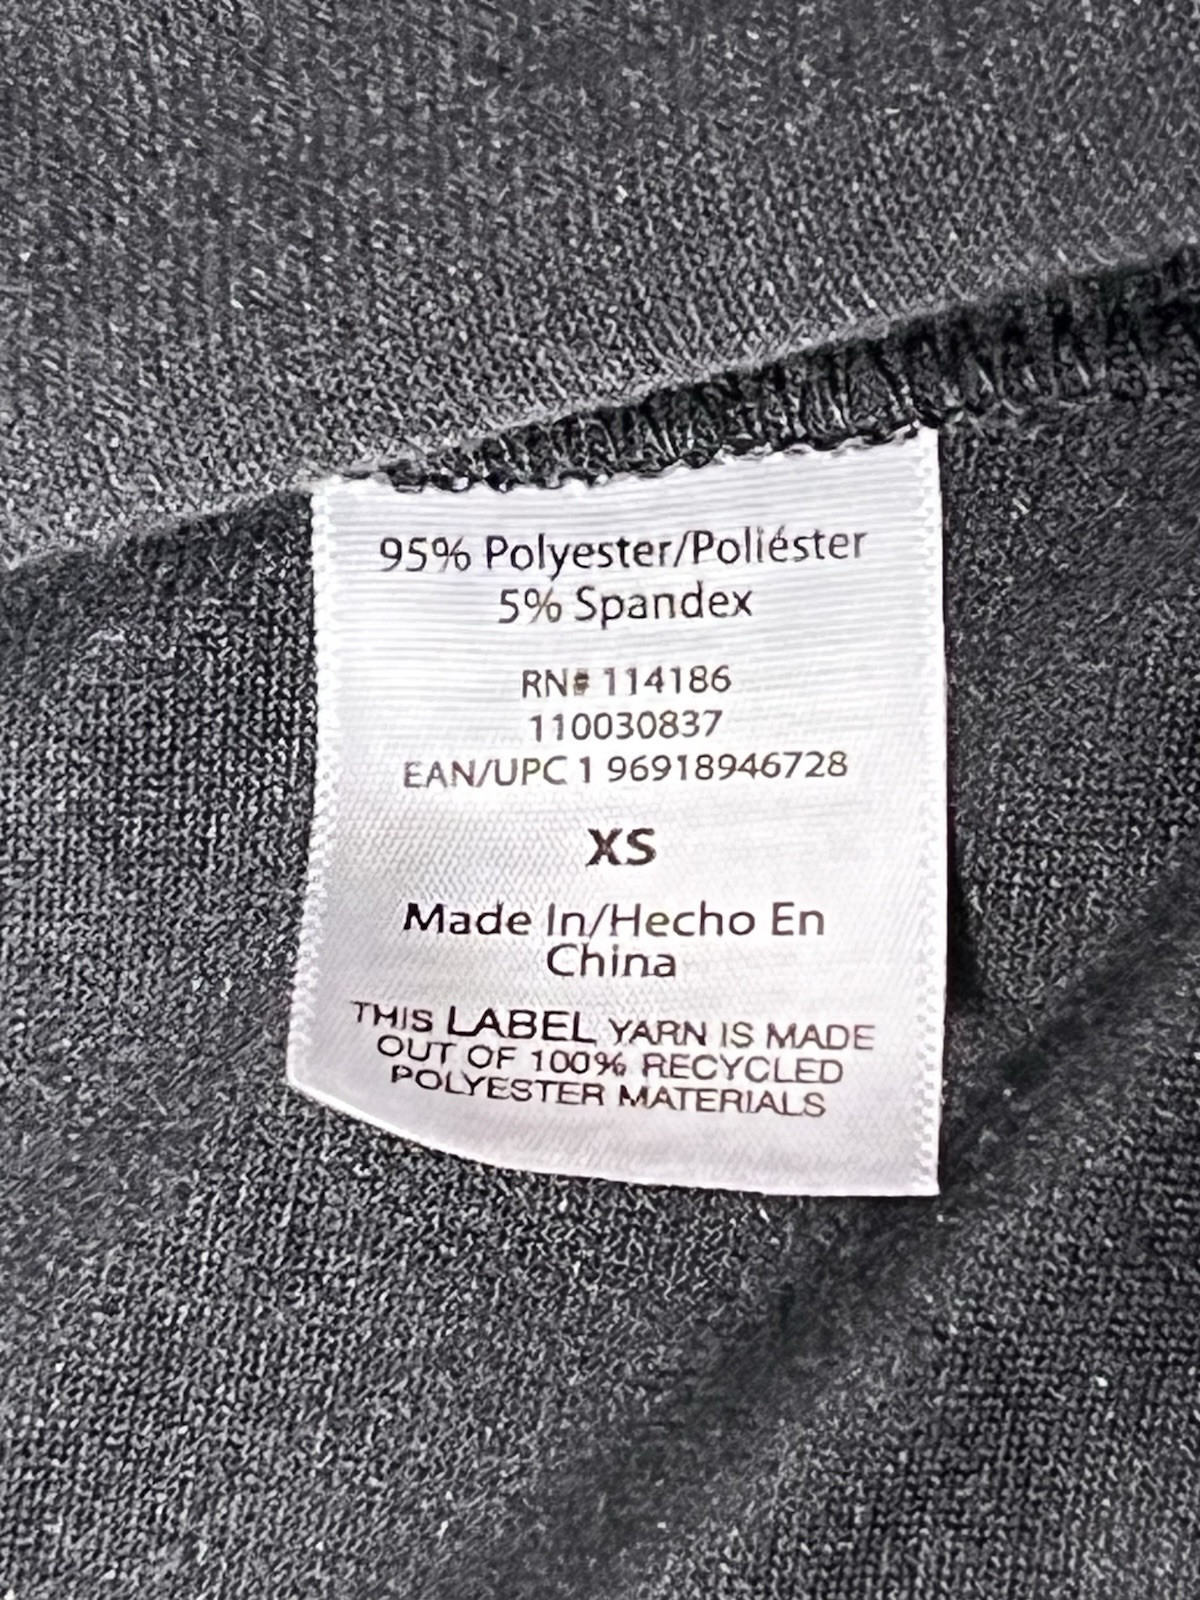 95% Polyester/Poliéster
5% Spandex
RN# 114186
110030837
EAN/UPC 1 96918946728
XS
Made In/Hecho En
China
THIS LABEL YARN IS MADE
OUT OF 100% RECYCLED
POLYESTER MATERIALS